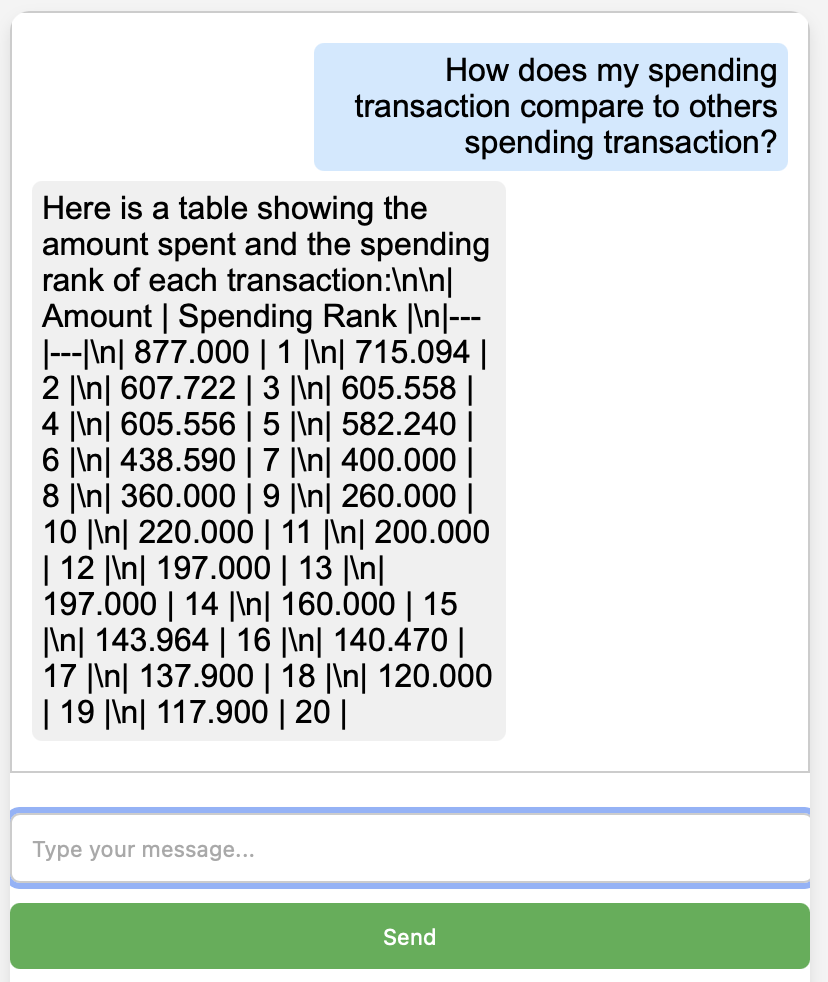 How does my spending
transaction compare to others
spending transaction?
Here is a table showing the
amount spent and the spending
rank of each transaction:\n\n|
Amount | Spending Rank |\n|---
|---|\n| 877.000 | 1 |\n| 715.094 |
2 |\n| 607.722 | 3 |\n| 605.558 |
4 |\n| 605.556 | 5 |\n| 582.240 |
6 |\n| 438.590 | 7 |\n| 400.000 |
8 |\n| 360.000 | 9 |\n| 260.000 |
10 |\n| 220.000 | 11 |\n| 200.000
| 12 |\n| 197.000 | 13 |\n|
197.000 | 14 |\n| 160.000 | 15
|\n| 143.964 | 16 |\n| 140.470 |
17 |\n| 137.900 | 18 |\n| 120.000
| 19 |\n| 117.900 | 20 |
Type your message...
Send